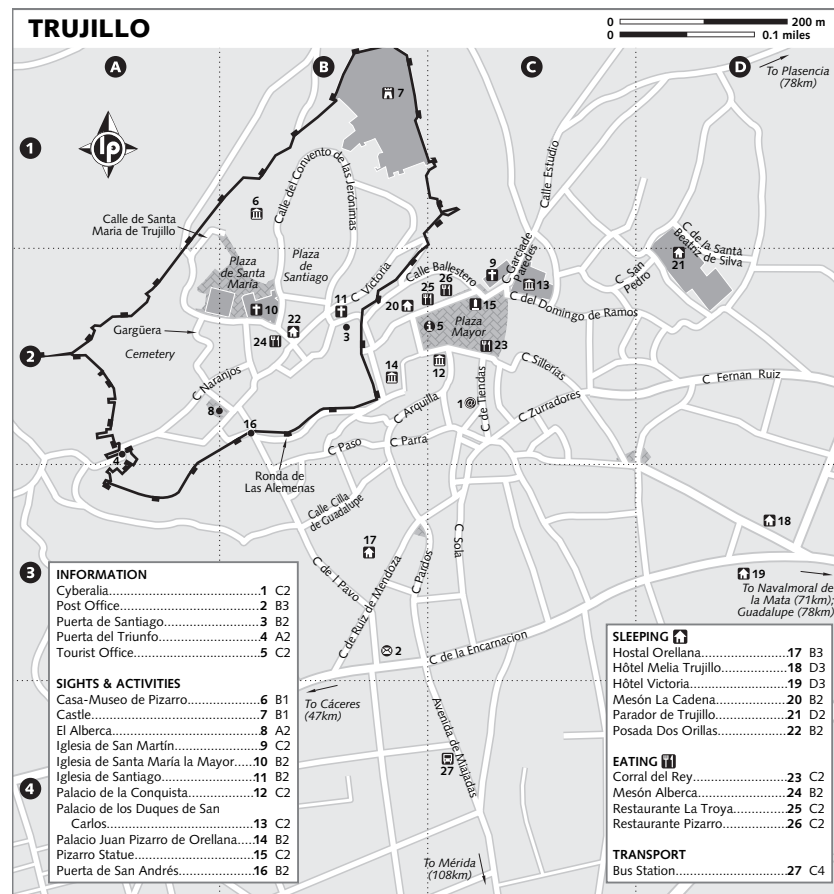 TRUJILLO
0 200 m
0 0.1 miles
A
B
C
D
To Plasencia
(78km)
7
1
lp
Calle del Convento de las Jerónimas
Calle Estudio
6
Calle de Santa
Maria de Trujillo
C de la Santa
Beatriz de Silva
21
Plaza
de Santa
María
Plaza
de
Santiago
C Victoria
Calle Ballestero
9
C Garciade
Paredes
13
C San
Pedro
26
25
15
C del Domingo de Ramos
10
22
11
20
5
Plaza
Mayor
3
Gargüera
Cemetery
24
23
2
14
12
C Sillerías
C Naranjos
1
C de Tiendas
C Fernan Ruiz
8
C Arquilla
C Zurradores
16
C Paso
C Parra
4
Ronda de
Las Alemenas
Calle Cilla
de Guadalupe
17
C Sola
18
3
C de l Pavo
C de Ruiz de Mendoza
C Pardos
19
To Navalmoral de
la Mata (71km);
Guadalupe (78km)
2
C de la Encarnacion
To Cáceres
(47km)
Avenida de Miajadas
27
4
To Mérida
(108km)
INFORMATION
Cyberalia 1 C2
Post Office 2 B3
Puerta de Santiago 3 B2
Puerta del Triunfo 4 A2
Tourist Office 5 C2
SIGHTS & ACTIVITIES
Casa-Museo de Pizarro 6 B1
Castle 7 B1
El Alberca 8 A2
Iglesia de San Martín 9 C2
Iglesia de Santa María la Mayor 10 B2
Iglesia de Santiago 11 B2
Palacio de la Conquista 12 C2
Palacio de los Duques de San
Carlos 13 C2
Palacio Juan Pizarro de Orellana 14 B2
Pizarro Statue 15 C2
Puerta de San Andrés 16 B2
SLEEPING
Hostal Orellana 17 B3
Hôtel Melia Trujillo 18 D3
Hôtel Victoria 19 D3
Mesón La Cadena 20 B2
Parador de Trujillo 21 D2
Posada Dos Orillas 22 B2
EATING
Corral del Rey 23 C2
Mesón Alberca 24 B2
Restaurante La Troya 25 C2
Restaurante Pizarro 26 C2
TRANSPORT
Bus Station 27 C4